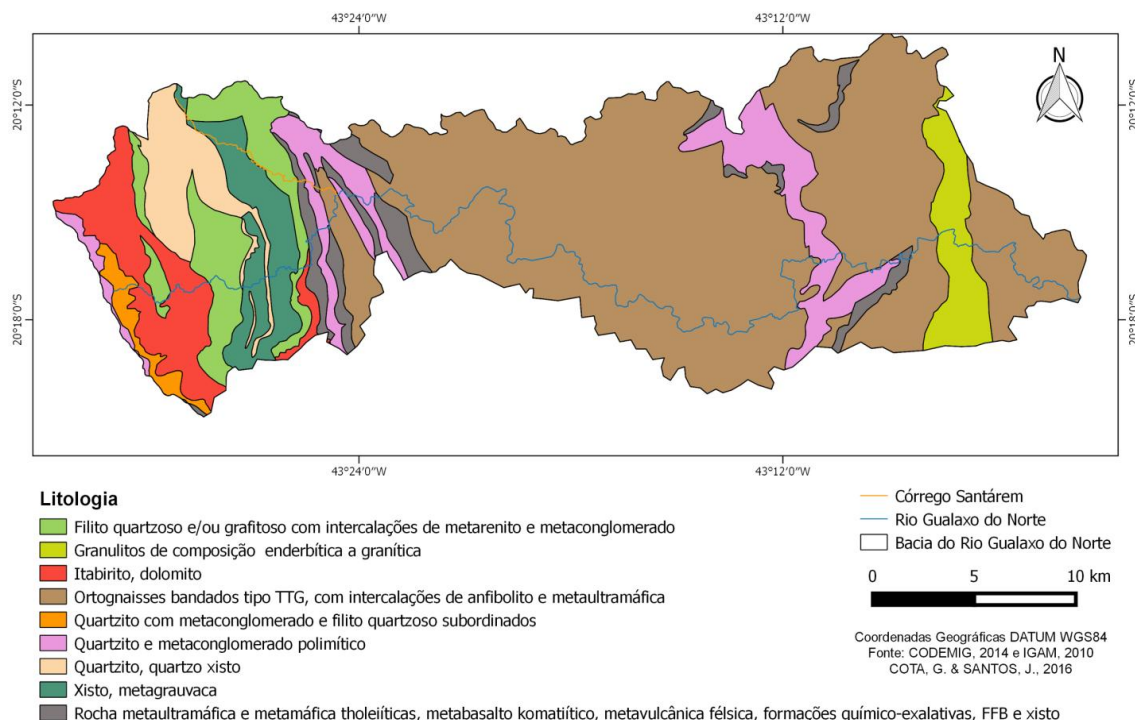 43°24'0"W
43°12'0"W
20°12'0"S
20°12'0"S
N
20°18'0"S
20°18'0"S
43°24'0"W
43°12'0"W
Litologia
Filito quartzoso e/ou grafitoso com intercalações de metarenito e metaconglomerado
Granulitos de composição enderbítica a granítica
Itabirito, dolomito
Ortognaisses bandados tipo TTG, com intercalações de anfibolito e metaultramáfica
Quartzito com metaconglomerado e filito quartzoso subordinados
Quartzito e metaconglomerado polimítico
Quartzito, quartzo xisto
Xisto, metagrauvaca
Rocha metaultramáfica e metamáfica tholeiíticas, metabasalto komatiítico, metavulcânica félsica, formações químico-exalativas, FFB e xisto
Córrego Santárem
Rio Gualaxo do Norte
Bacia do Rio Gualaxo do Norte
0 5 10 km
Coordenadas Geográficas DATUM WGS84
Fonte: CODEMIG, 2014 e IGAM, 2010
COTA, G. & SANTOS, J., 2016